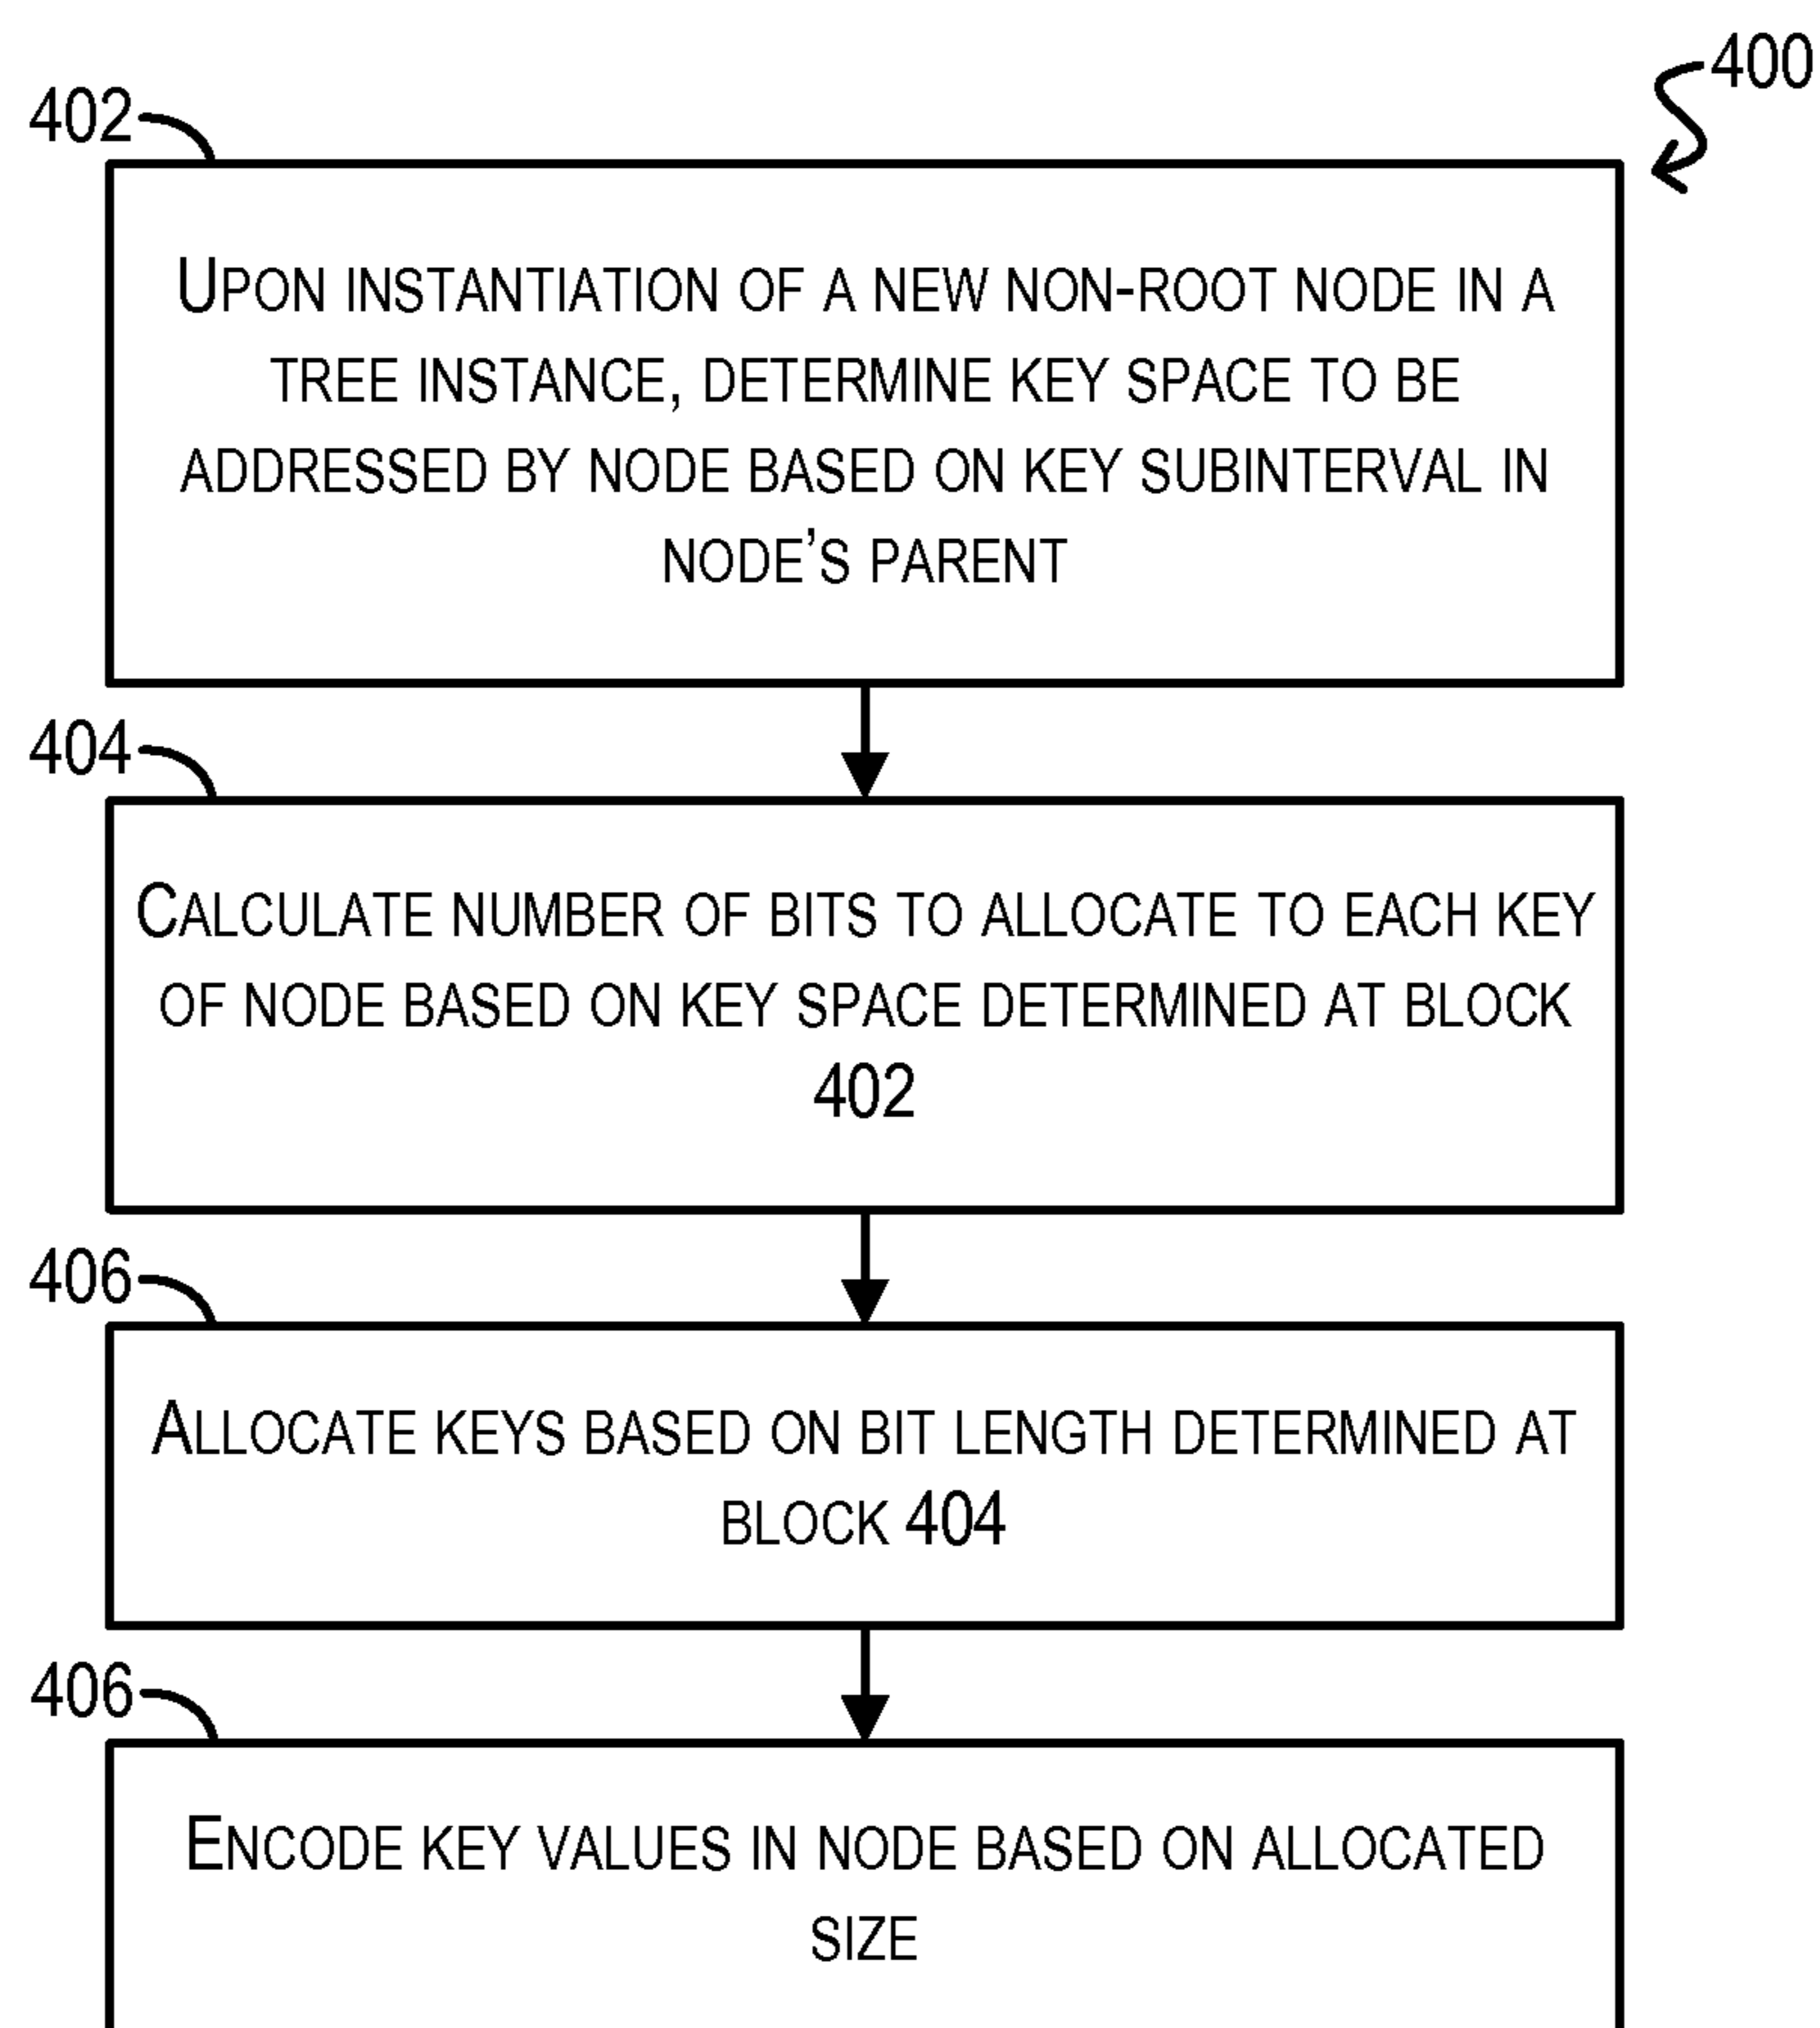 400
402
Upon instantiation of a new non-root node in a
tree instance, determine key space to be
addressed by node based on key subinterval in
node's parent
404
Calculate number of bits to allocate to each key
of node based on key space determined at block
402
406
Allocate keys based on bit length determined at
block 404
406
Encode key values in node based on allocated
size